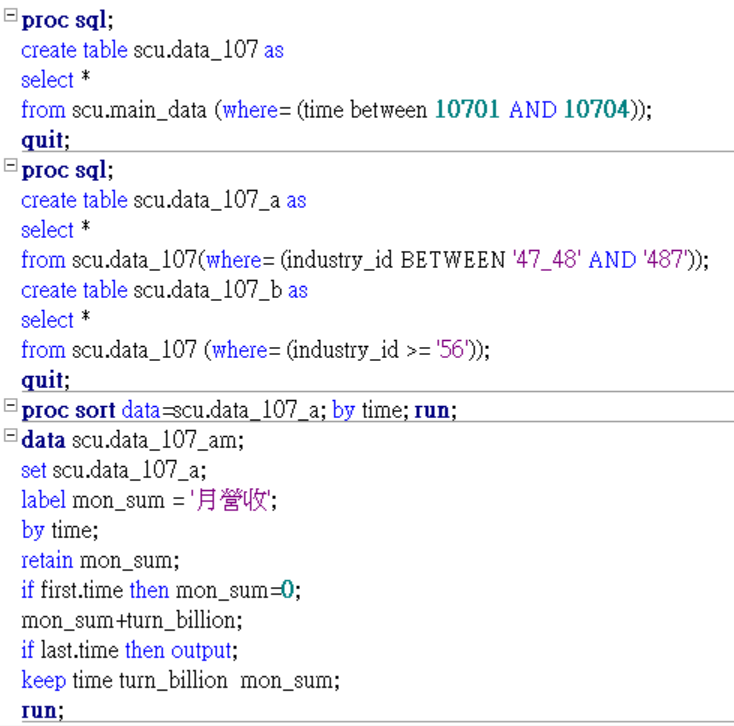 proc sql;
create table scu.data_107 as
select *
from scu.main_data (where= (time between 10701 AND 10704));
quit;
proc sql;
create table scu.data_107_a as
select *
from scu.data_107(where= (industry_id BETWEEN '47_48' AND '487'));
create table scu.data_107_b as
select *
from scu.data_107 (where= (industry_id >= '56'));
quit;
proc sort data=scu.data_107_a; by time; run;
data scu.data_107_am;
set scu.data_107_a;
label mon_sum = '月營收';
by time;
retain mon_sum;
if first.time then mon_sum=0;
mon_sum+turn_billion;
if last.time then output;
keep time turn_billion  mon_sum;
run;